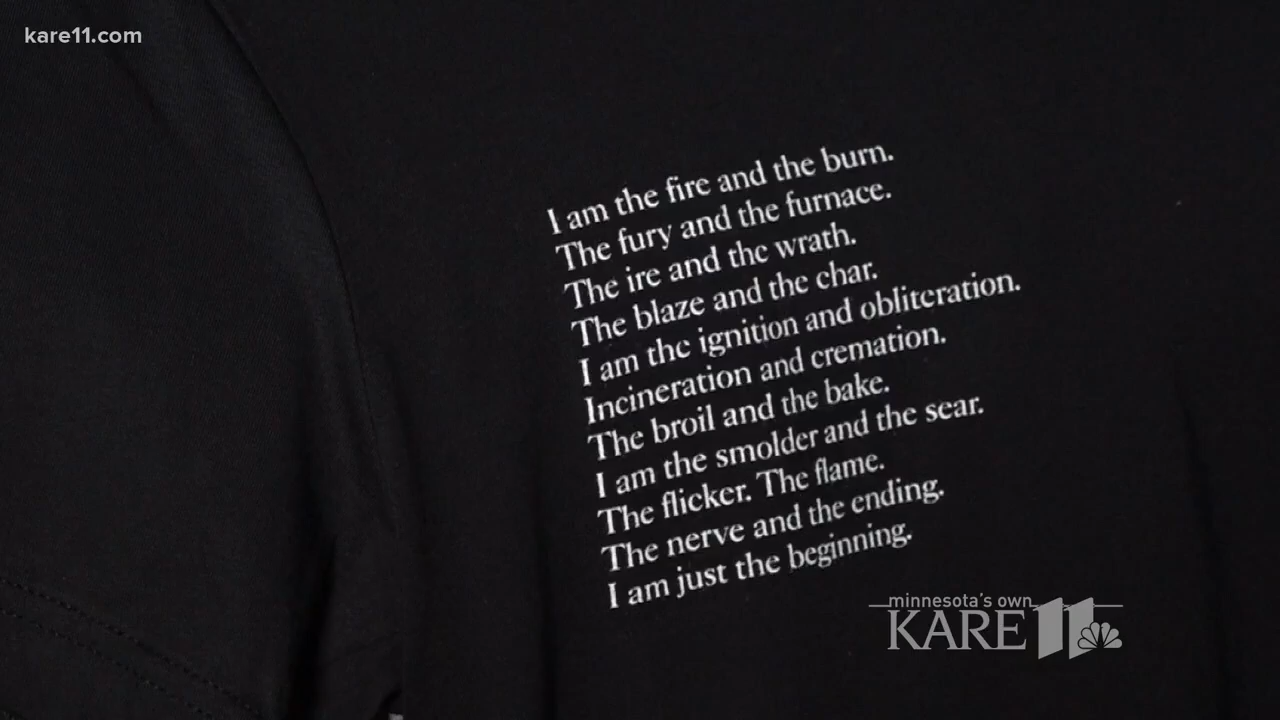 kare11.com
I am the fire and the burn.
The fury and the furnace.
The ire and the wrath.
The blaze and the char.
I am the ignition and obliteration.
Incineration and cremation.
The broil and the bake.
I am the smolder and the sear.
The flicker. The flame.
The nerve and the ending.
I am just the beginning.
minnesota's own
KARE 11